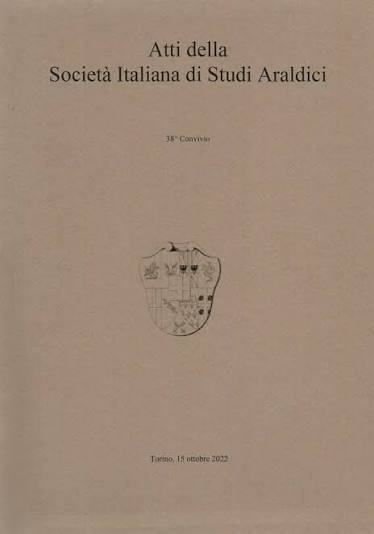 Atti della
Società Italiana di Studi Araldici
38° Convivio
Torino, 15 ottobre 2022